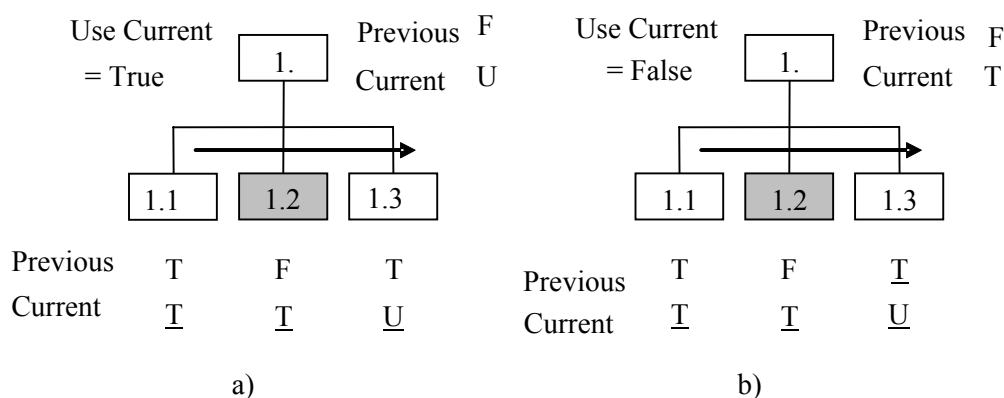 Use Current
= True
1.
Previous F
Current U
1.1 1.2 1.3
Previous T F T
Current T T U
a)
Use Current
= False
1.
Previous F
Current T
1.1 1.2 1.3
Previous T F T
Current T T U
b)